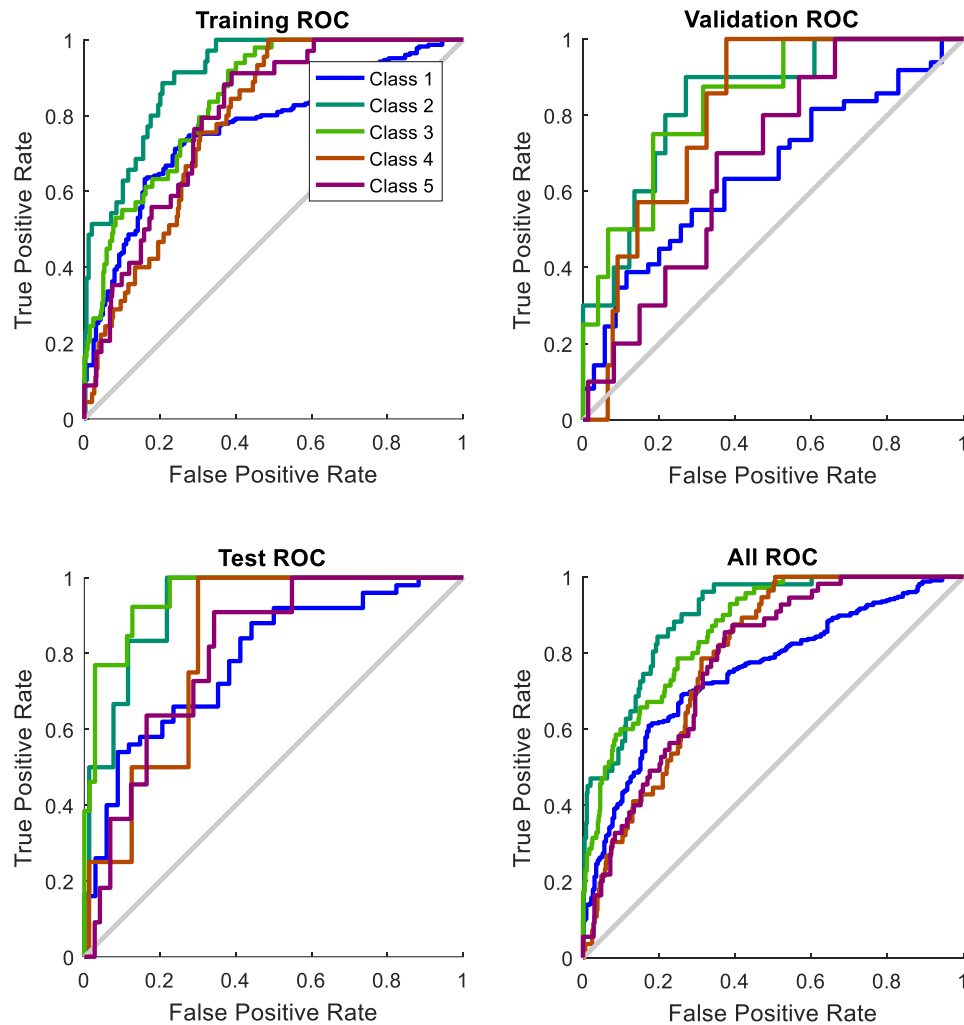 Training ROC
1
0.8
0.6
0.4
0.2
0
True Positive Rate
Class 1
Class 2
Class 3
Class 4
Class 5
0 0.2 0.4 0.6 0.8 1
False Positive Rate
Validation ROC
1
0.8
0.6
0.4
0.2
0
True Positive Rate
0 0.2 0.4 0.6 0.8 1
False Positive Rate
Test ROC
1
0.8
0.6
0.4
0.2
0
True Positive Rate
0 0.2 0.4 0.6 0.8 1
False Positive Rate
All ROC
1
0.8
0.6
0.4
0.2
0
True Positive Rate
0 0.2 0.4 0.6 0.8 1
False Positive Rate